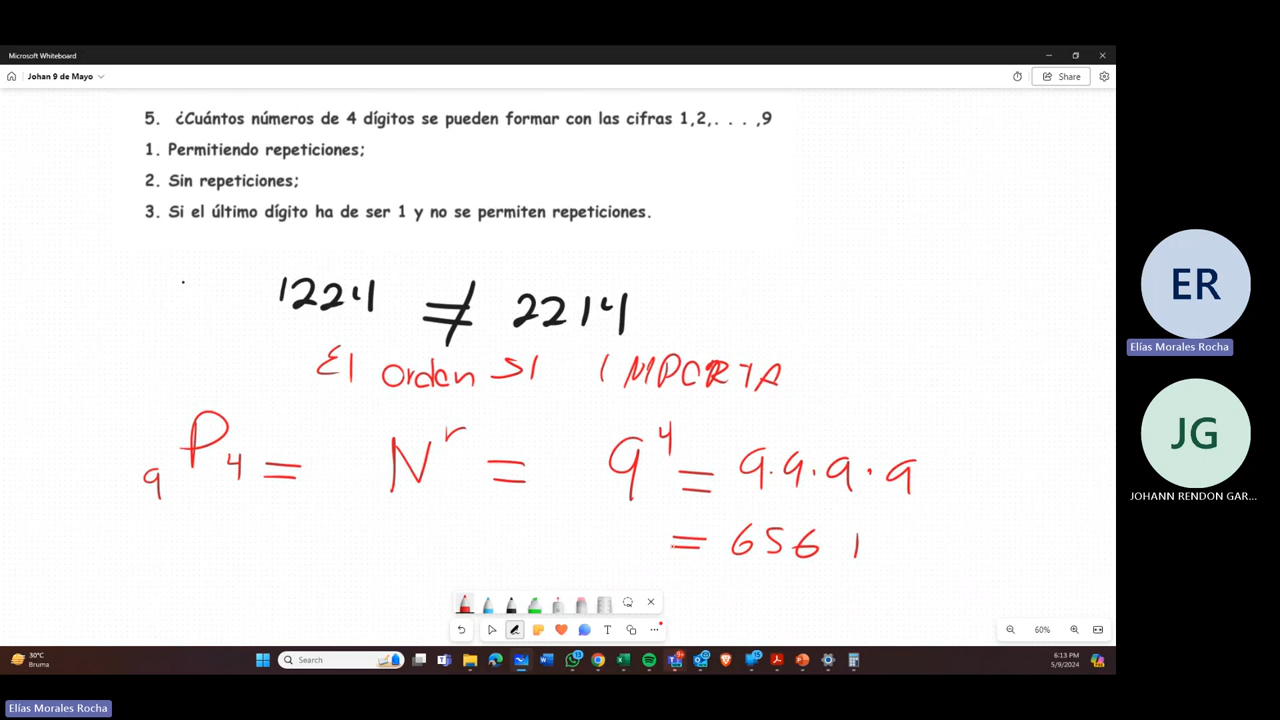 Microsoft Whiteboard
Johan 9 de Mayo
Share
5. ¿Cuántos números de 4 dígitos se pueden formar con las cifras 1,2,. . . ,9
1. Permitiendo repeticiones;
2. Sin repeticiones;
3. Si el último dígito ha de ser 1 y no se permiten repeticiones.
1224 ≠ 2214
El orden SI IMPORTA
9P4 = N^r = 9^4 = 9.9.9.9
= 6561
60%
ER
Elías Morales Rocha
JG
JOHANN RENDON GAR...
30°C
Bruma
Search
6:13 PM
5/9/2024
Elías Morales Rocha